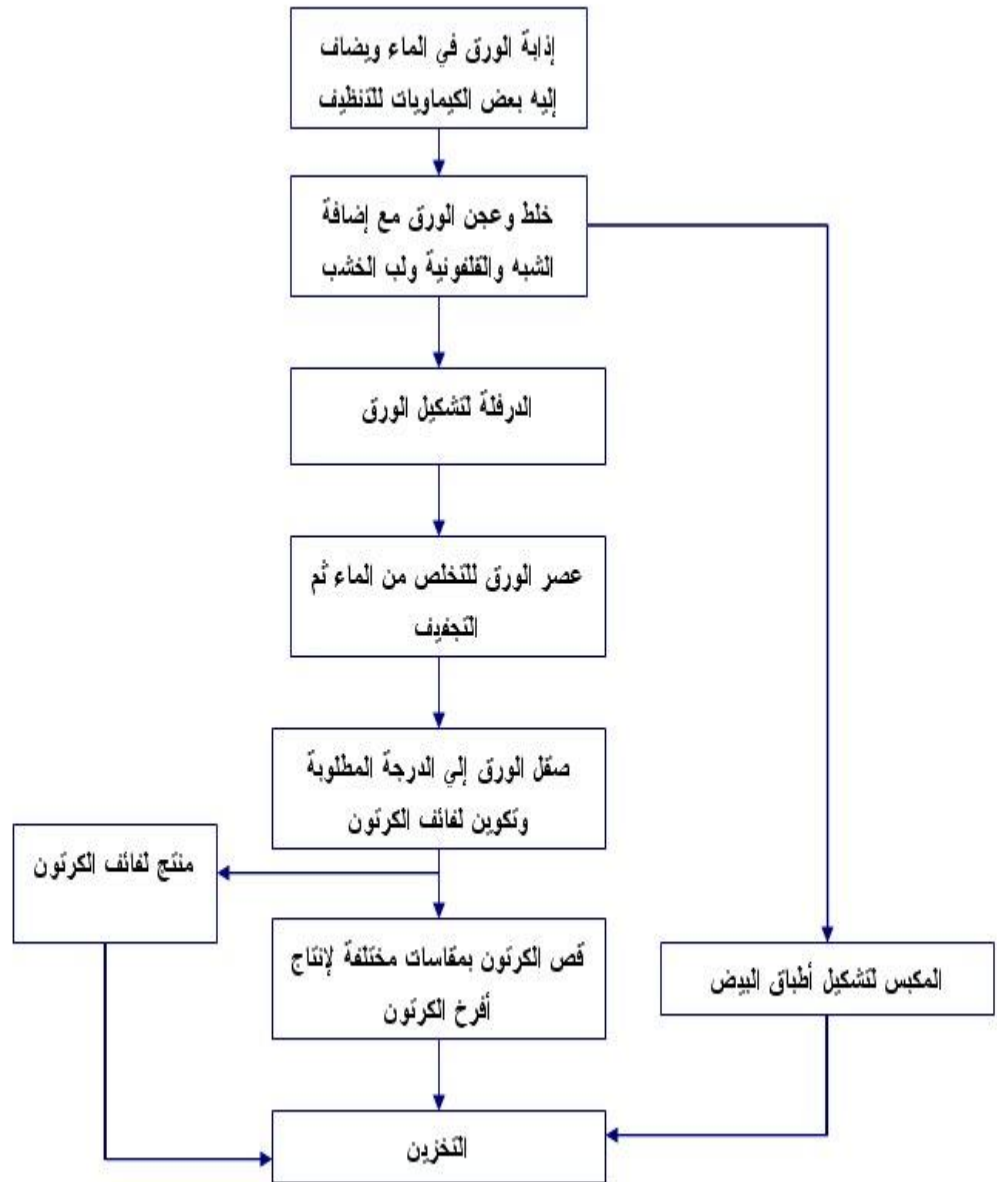 إذابة الورق في الماء ويضاف
إليه بعض الكيماويات للتنظيف
خلط وعجن الورق مع إضافة
الشبه والقلفونية ولب الخشب
الدرفلة لتشكيل الورق
عصر الورق للتخلص من الماء ثم
التجفيف
صقل الورق إلي الدرجة المطلوبة
وتكوين لفائف الكرتون
منتج لفائف الكرتون
قص الكرتون بمقاسات مختلفة لإنتاج
أفرخ الكرتون
المكبس لتشكيل أطباق البيض
التخزين